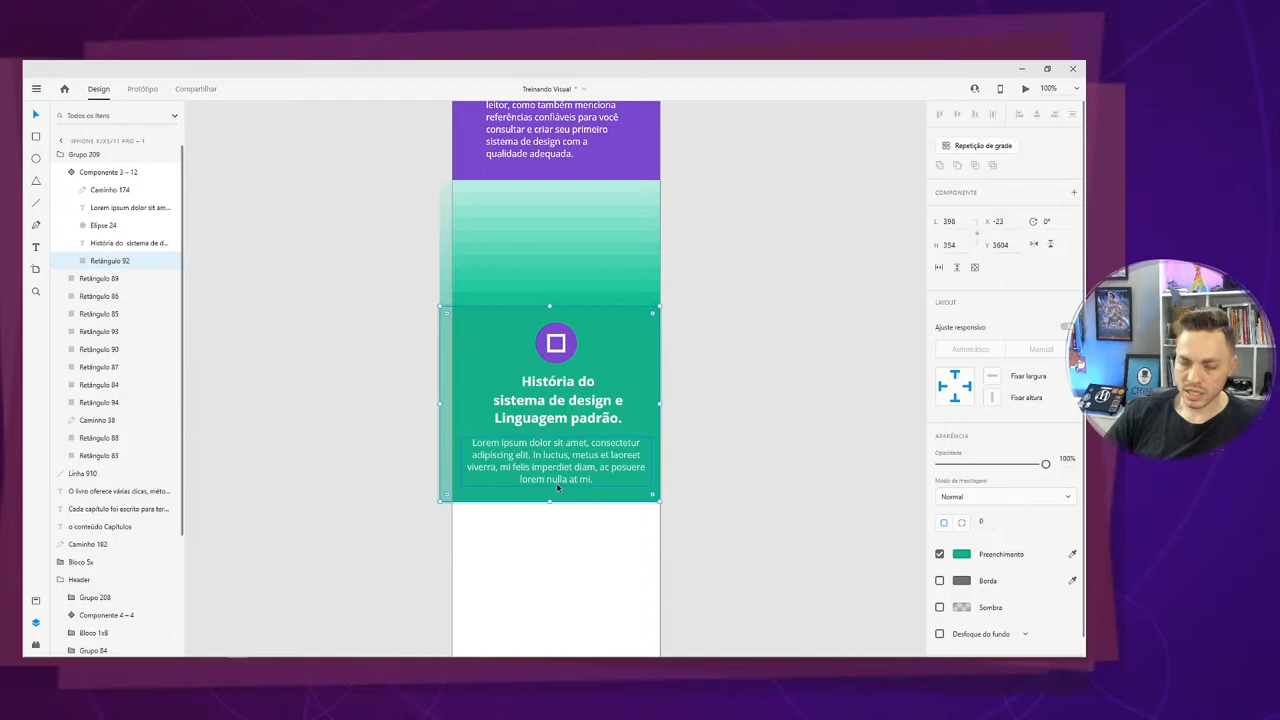 Design
Protótipo
Compartilhar
Treinando Visual *
100%
Todos os Itens
IPHONE X/XS/11 PRO – 1
Grupo 209
Componente 3 – 12
Caminho 174
Lorem ipsum dolor sit am...
Elipse 24
História do sistema de d...
Retângulo 92
Retângulo 89
Retângulo 86
Retângulo 85
Retângulo 93
Retângulo 90
Retângulo 87
Retângulo 84
Retângulo 94
Caminho 38
Retângulo 88
Retângulo 83
Linha 910
O livro oferece várias dicas, méto...
Cada capítulo foi escrito para ter...
o conteúdo Capítulos
Caminho 182
Bloco 5x
Header
Grupo 208
Componente 4 – 4
Bloco 1x8
Grupo 84
leitor, como também menciona
referências confiáveis para você
consultar e criar seu primeiro
sistema de design com a
qualidade adequada.
História do
sistema de design e
Linguagem padrão.
Lorem ipsum dolor sit amet, consectetur
adipiscing elit. In luctus, metus et laoreet
viverra, mi felis imperdiet diam, ac posuere
lorem nulla at mi.
Repetição de grade
COMPONENTE
L 398 X -23 0°
H 354 Y 3604
LAYOUT
Ajuste responsivo
Automático
Manual
Fixar largura
Fixar altura
APARÊNCIA
Opacidade
100%
Modo de mesclagem
Normal
0
Preenchimento
Borda
Sombra
Desfoque do fundo